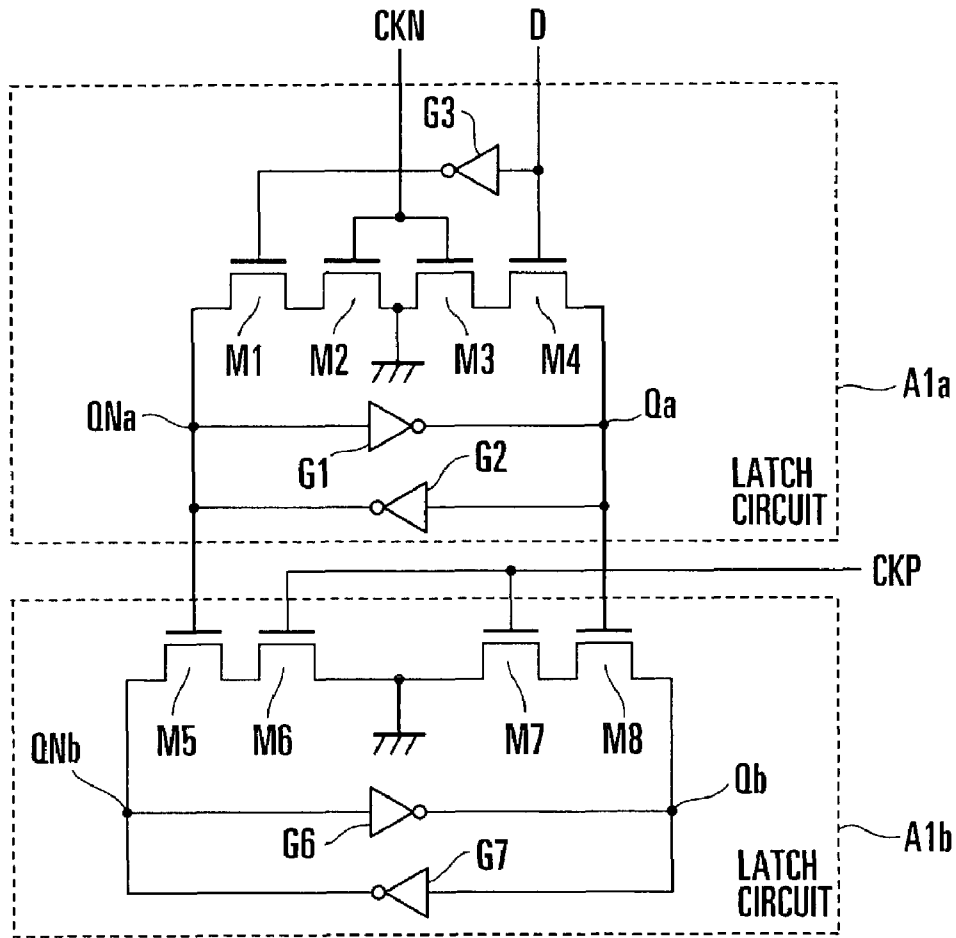 CKN
D
G3
M1
M2
M3
M4
A1a
QNa
Qa
G1
G2
LATCH
CIRCUIT
CKP
M5
M6
M7
M8
QNb
Qb
G6
A1b
G7
LATCH
CIRCUIT